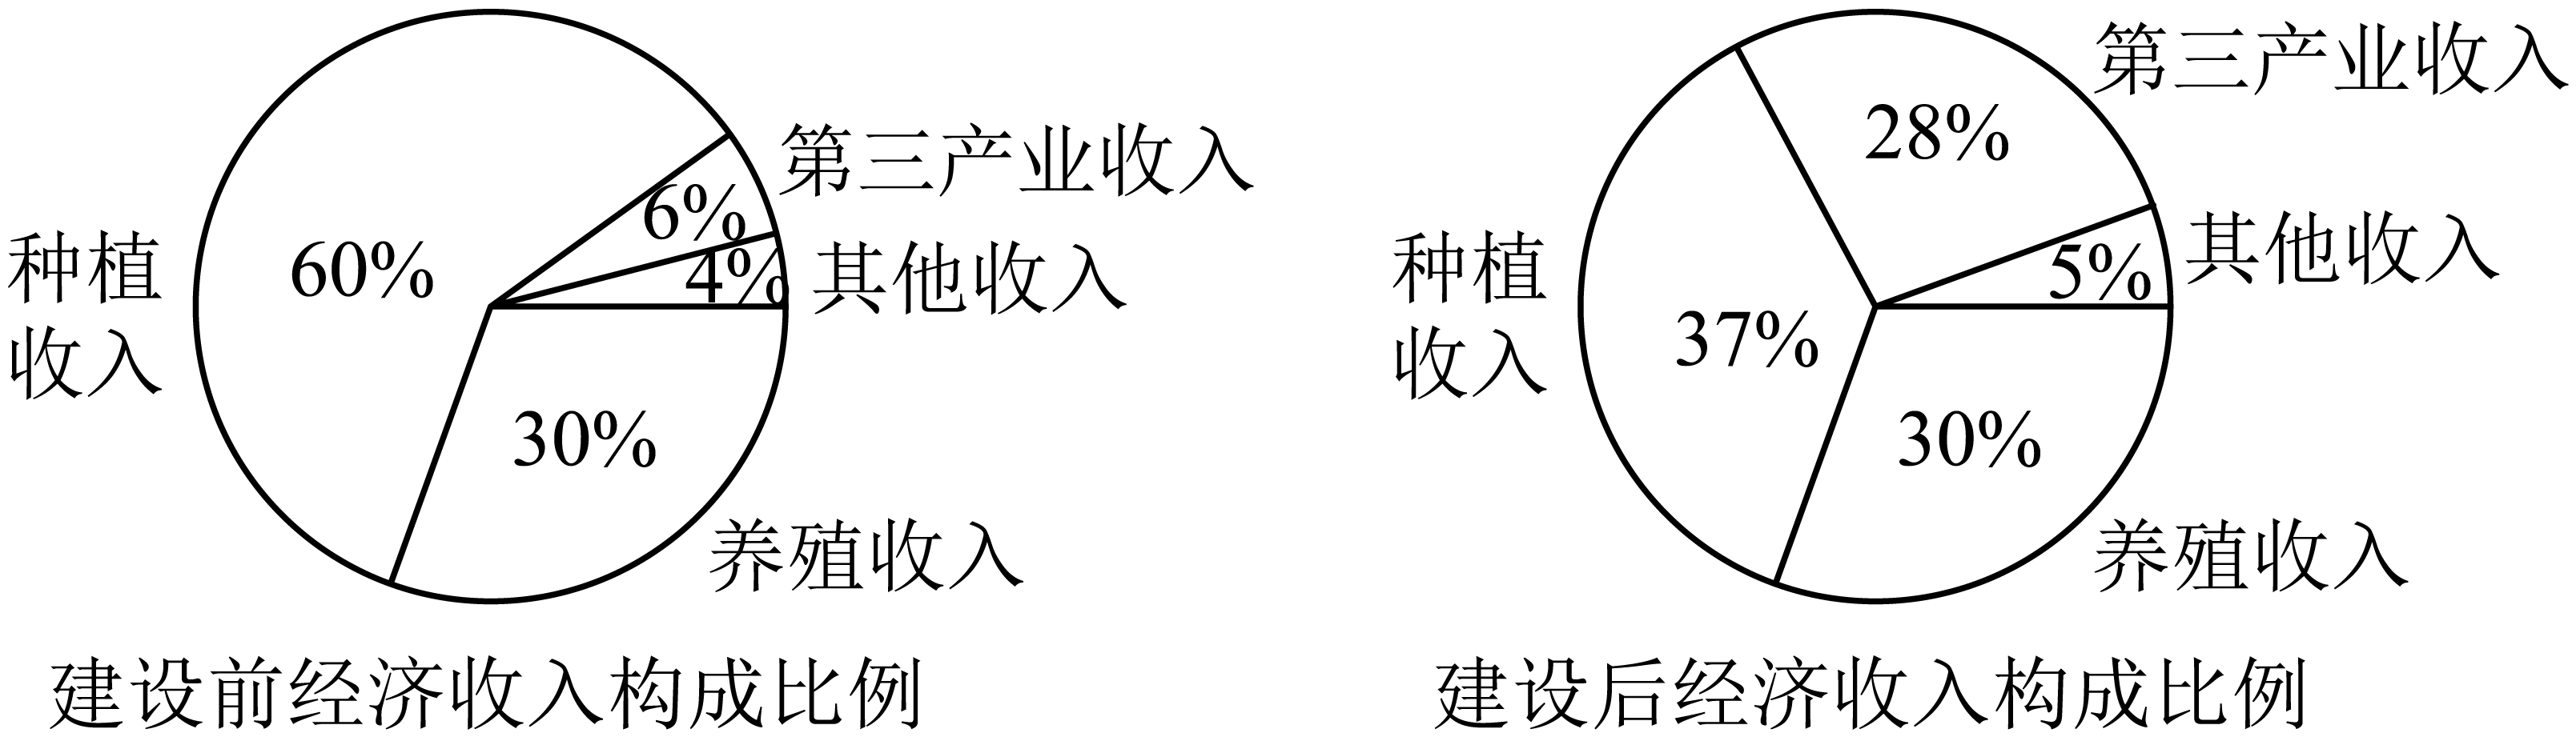 种植
收入
60%
第三产业收入
6%
其他收入
4%
30%
养殖收入
建设前经济收入构成比例
第三产业收入
28%
其他收入
5%
种植
收入
37%
30%
养殖收入
建设后经济收入构成比例